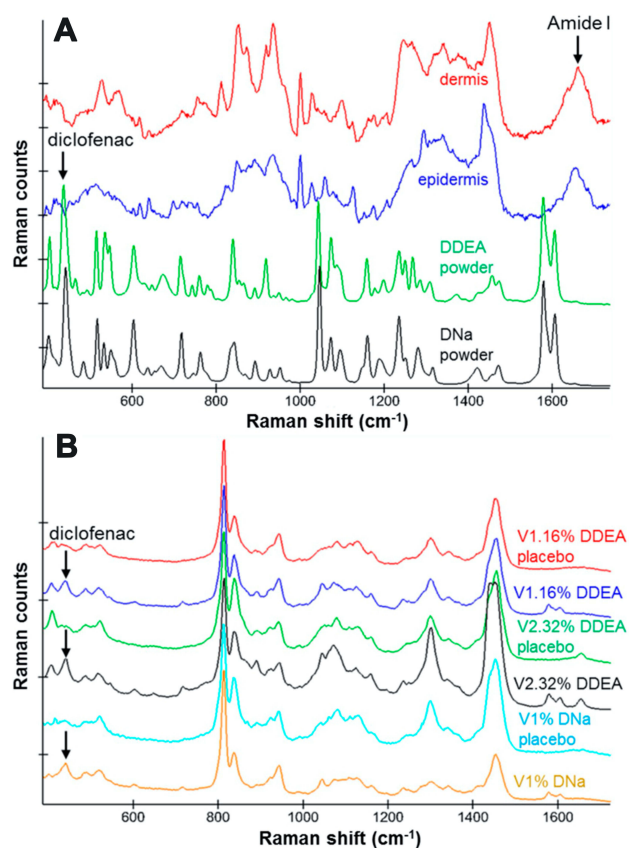 A
Amide I
dermis
diclofenac
epidermis
DDEA
powder
DNa
powder
Raman counts
600 800 1000 1200 1400 1600
Raman shift (cm-1)
B
diclofenac
V1.16% DDEA
placebo
V1.16% DDEA
V2.32% DDEA
placebo
V2.32% DDEA
V1% DNa
placebo
V1% DNa
Raman counts
600 800 1000 1200 1400 1600
Raman shift (cm-1)